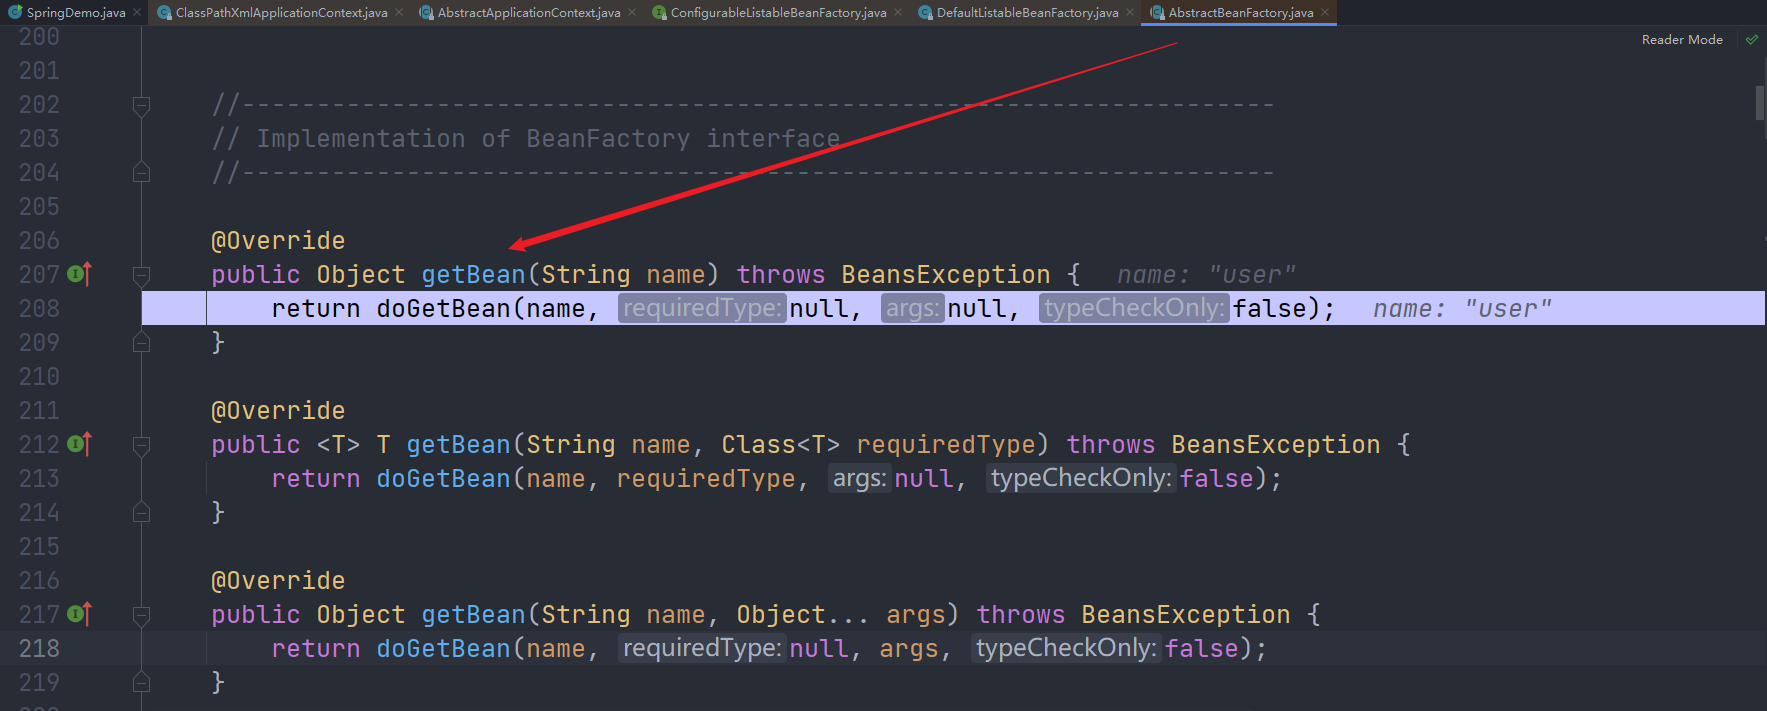 SpringDemo.java ClassPathXmlApplicationContext.java AbstractApplicationContext.java ConfigurableListableBeanFactory.java DefaultListableBeanFactory.java AbstractBeanFactory.java
Reader Mode
200
201
202 //---------------------------------------------------------------------
203 // Implementation of BeanFactory interface
204 //---------------------------------------------------------------------
205
206 @Override
207 public Object getBean(String name) throws BeansException { name: "user"
208 return doGetBean(name, requiredType: null, args: null, typeCheckOnly: false); name: "user"
209 }
210
211 @Override
212 public <T> T getBean(String name, Class<T> requiredType) throws BeansException {
213 return doGetBean(name, requiredType, args: null, typeCheckOnly: false);
214 }
215
216 @Override
217 public Object getBean(String name, Object... args) throws BeansException {
218 return doGetBean(name, requiredType: null, args, typeCheckOnly: false);
219 }